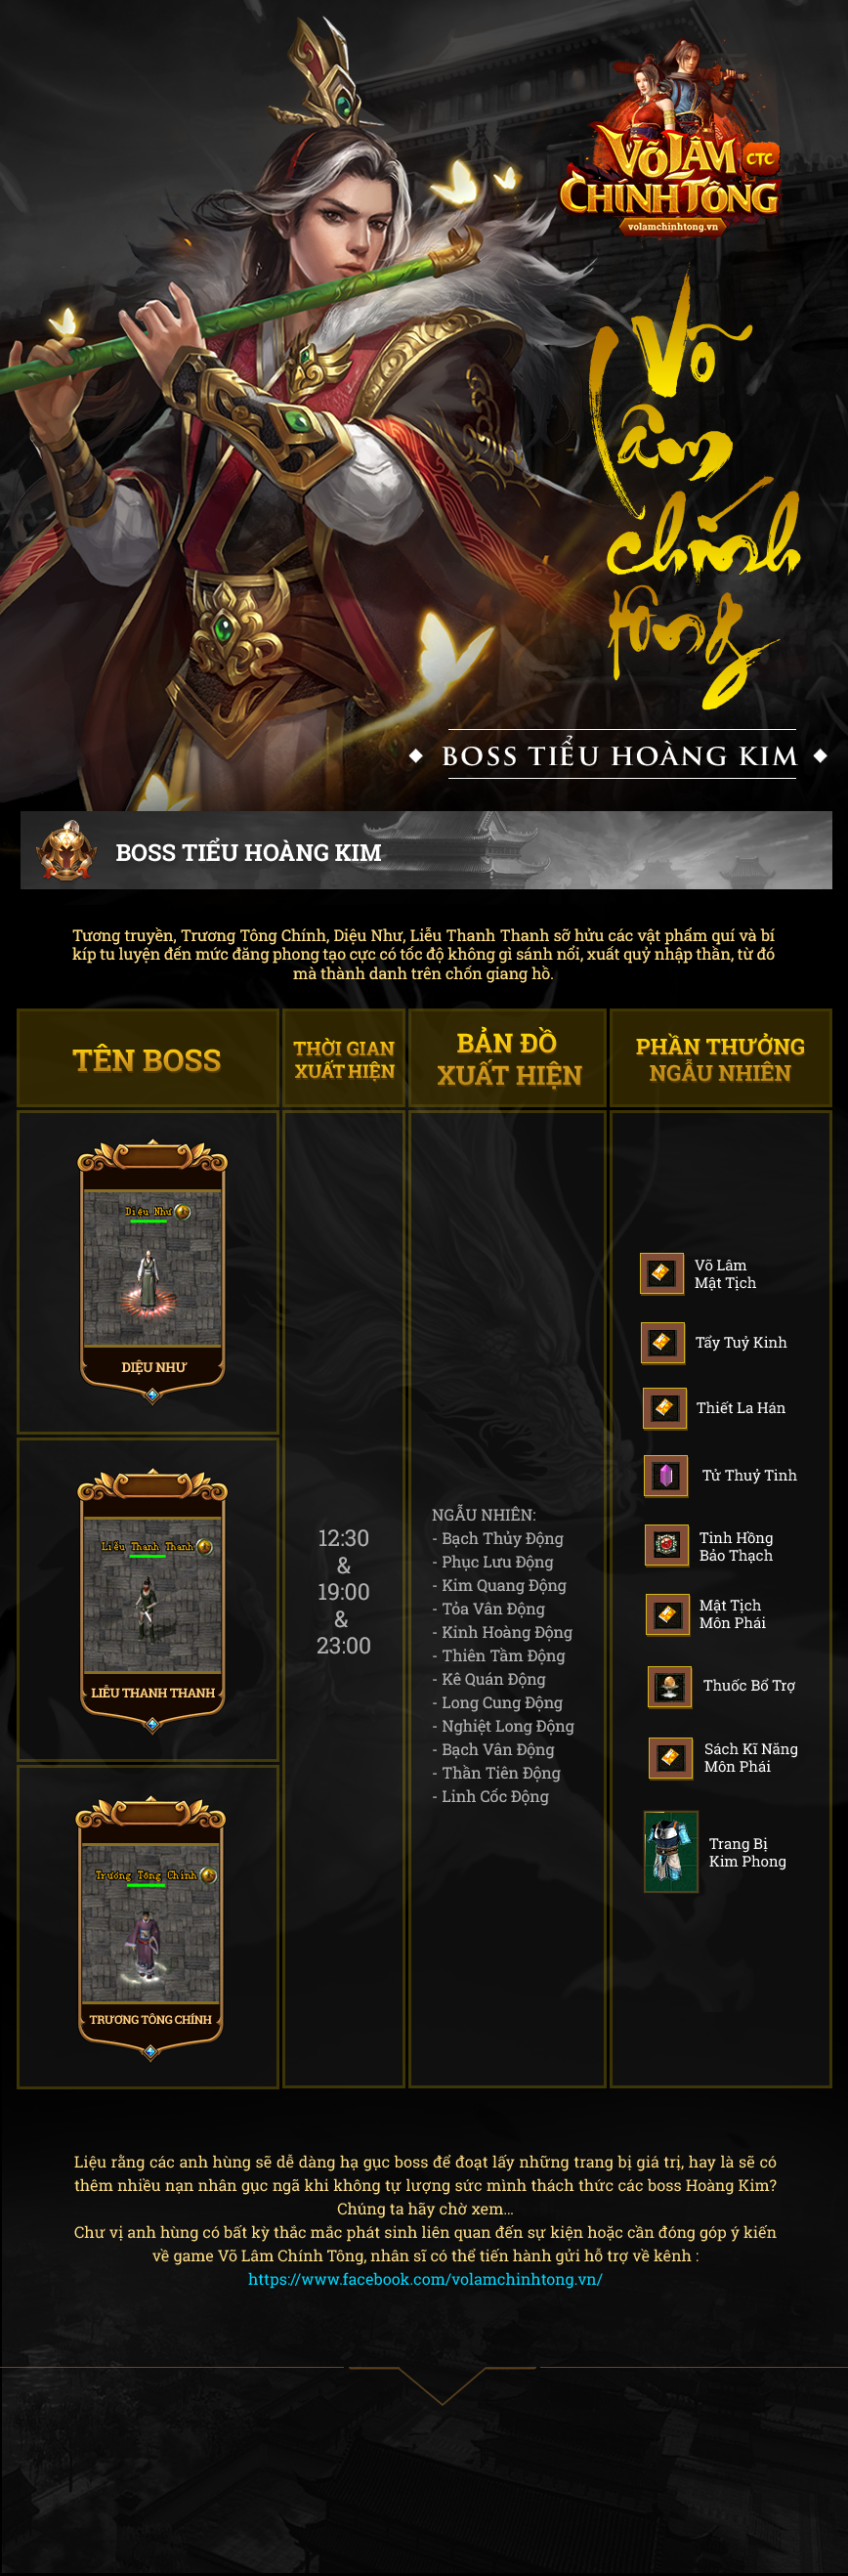 VÕ LÂM
CTC
CHÍNH TÔNG
volamchinhtong.vn
Võ
Lâm
Chính
Tông
BOSS TIỂU HOÀNG KIM
BOSS TIỂU HOÀNG KIM
Tương truyền, Trương Tông Chính, Diệu Như, Liễu Thanh Thanh sỡ hửu các vật phẩm quí và bí
kíp tu luyện đến mức đăng phong tạo cực có tốc độ không gì sánh nổi, xuất quỷ nhập thần, từ đó
mà thành danh trên chốn giang hồ.
TÊN BOSS
THỜI GIAN
XUẤT HIỆN
BẢN ĐỒ
XUẤT HIỆN
PHẦN THƯỞNG
NGẪU NHIÊN
Diệu Như
DIỆU NHƯ
Liễu Thanh Thanh
LIỄU THANH THANH
Trương Tông Chính
TRƯƠNG TÔNG CHÍNH
12:30
&
19:00
&
23:00
NGẪU NHIÊN:
- Bạch Thủy Động
- Phục Lưu Động
- Kim Quang Động
- Tỏa Vân Động
- Kinh Hoàng Động
- Thiên Tầm Động
- Kê Quán Động
- Long Cung Động
- Nghiệt Long Động
- Bạch Vân Động
- Thần Tiên Động
- Linh Cốc Động
Võ Lâm
Mật Tịch
Tẩy Tuỷ Kinh
Thiết La Hán
Tử Thuỷ Tinh
Tinh Hồng
Bảo Thạch
Mật Tịch
Môn Phái
Thuốc Bổ Trợ
Sách Kĩ Năng
Môn Phái
Trang Bị
Kim Phong
Liệu rằng các anh hùng sẽ dễ dàng hạ gục boss để đoạt lấy những trang bị giá trị, hay là sẽ có
thêm nhiều nạn nhân gục ngã khi không tự lượng sức mình thách thức các boss Hoàng Kim?
Chúng ta hãy chờ xem...
Chư vị anh hùng có bất kỳ thắc mắc phát sinh liên quan đến sự kiện hoặc cần đóng góp ý kiến
về game Võ Lâm Chính Tông, nhân sĩ có thể tiến hành gửi hỗ trợ về kênh :
https://www.facebook.com/volamchinhtong.vn/